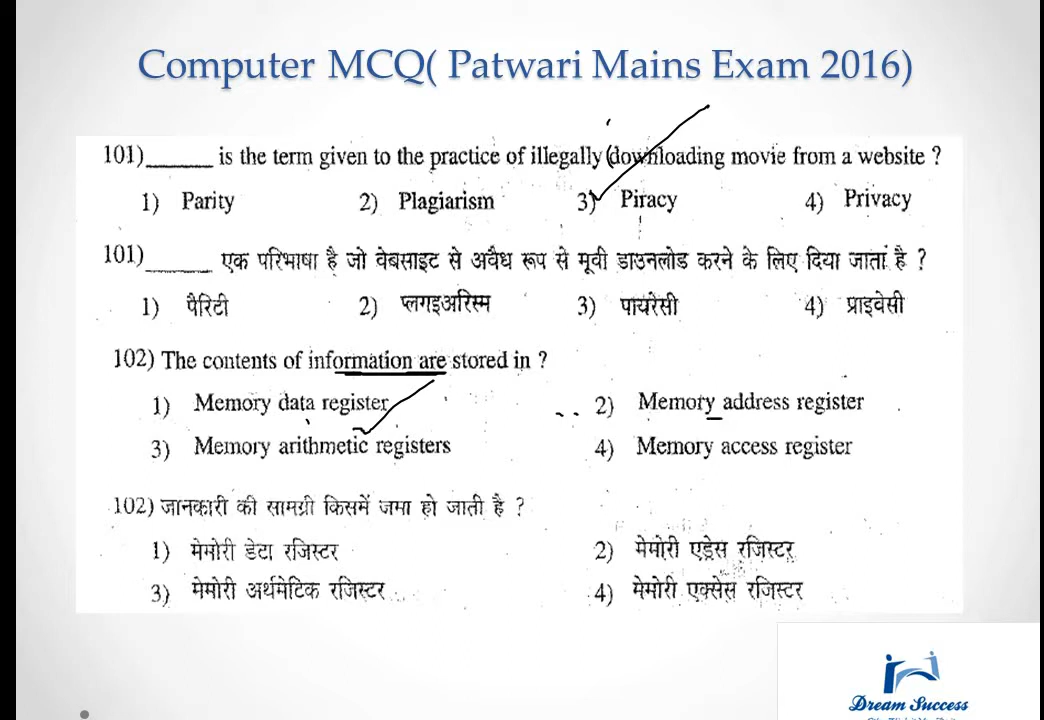 Computer MCQ( Patwari Mains Exam 2016)
101)______ is the term given to the practice of illegally (downloading movie from a website ?
1) Parity 2) Plagiarism 3) Piracy 4) Privacy
101)______ एक परिभाषा है जो वेबसाइट से अवैध रूप से मूवी डाउनलोड करने के लिए दिया जाता है ?
1) पैरिटी 2) प्लगइअरिस्म 3) पायरेसी 4) प्राइवेसी
102) The contents of information are stored in ?
1) Memory data register 2) Memory address register
3) Memory arithmetic registers 4) Memory access register
102) जानकारी की सामग्री किसमें जमा हो जाती है ?
1) मेमोरी डेटा रजिस्टर 2) मेमोरी एड्रेस रजिस्टर
3) मेमोरी अर्थमेटिक रजिस्टर 4) मेमोरी एक्सेस रजिस्टर
Dream Success